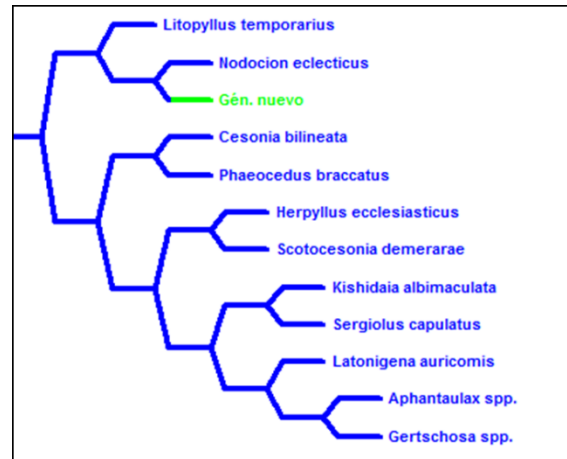 Litopyllus temporarius
Nodocion eclecticus
Gén. nuevo
Cesonia bilineata
Phaeocedus braccatus
Herpyllus ecclesiasticus
Scotocesonia demerarae
Kishidaia albimaculata
Sergiolus capulatus
Latonigena auricomis
Aphantaulax spp.
Gertschosa spp.